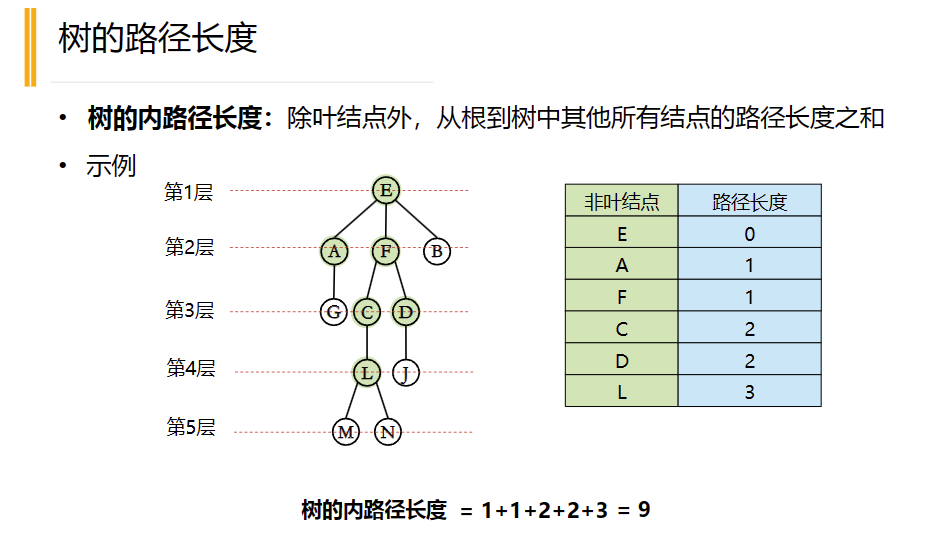 树的路径长度
• 树的内路径长度：除叶结点外，从根到树中其他所有结点的路径长度之和
• 示例
第1层
E
第2层
A F B
第3层
G C D
第4层
L J
第5层
M N
非叶结点 路径长度
E 0
A 1
F 1
C 2
D 2
L 3
树的内路径长度 = 1+1+2+2+3 = 9